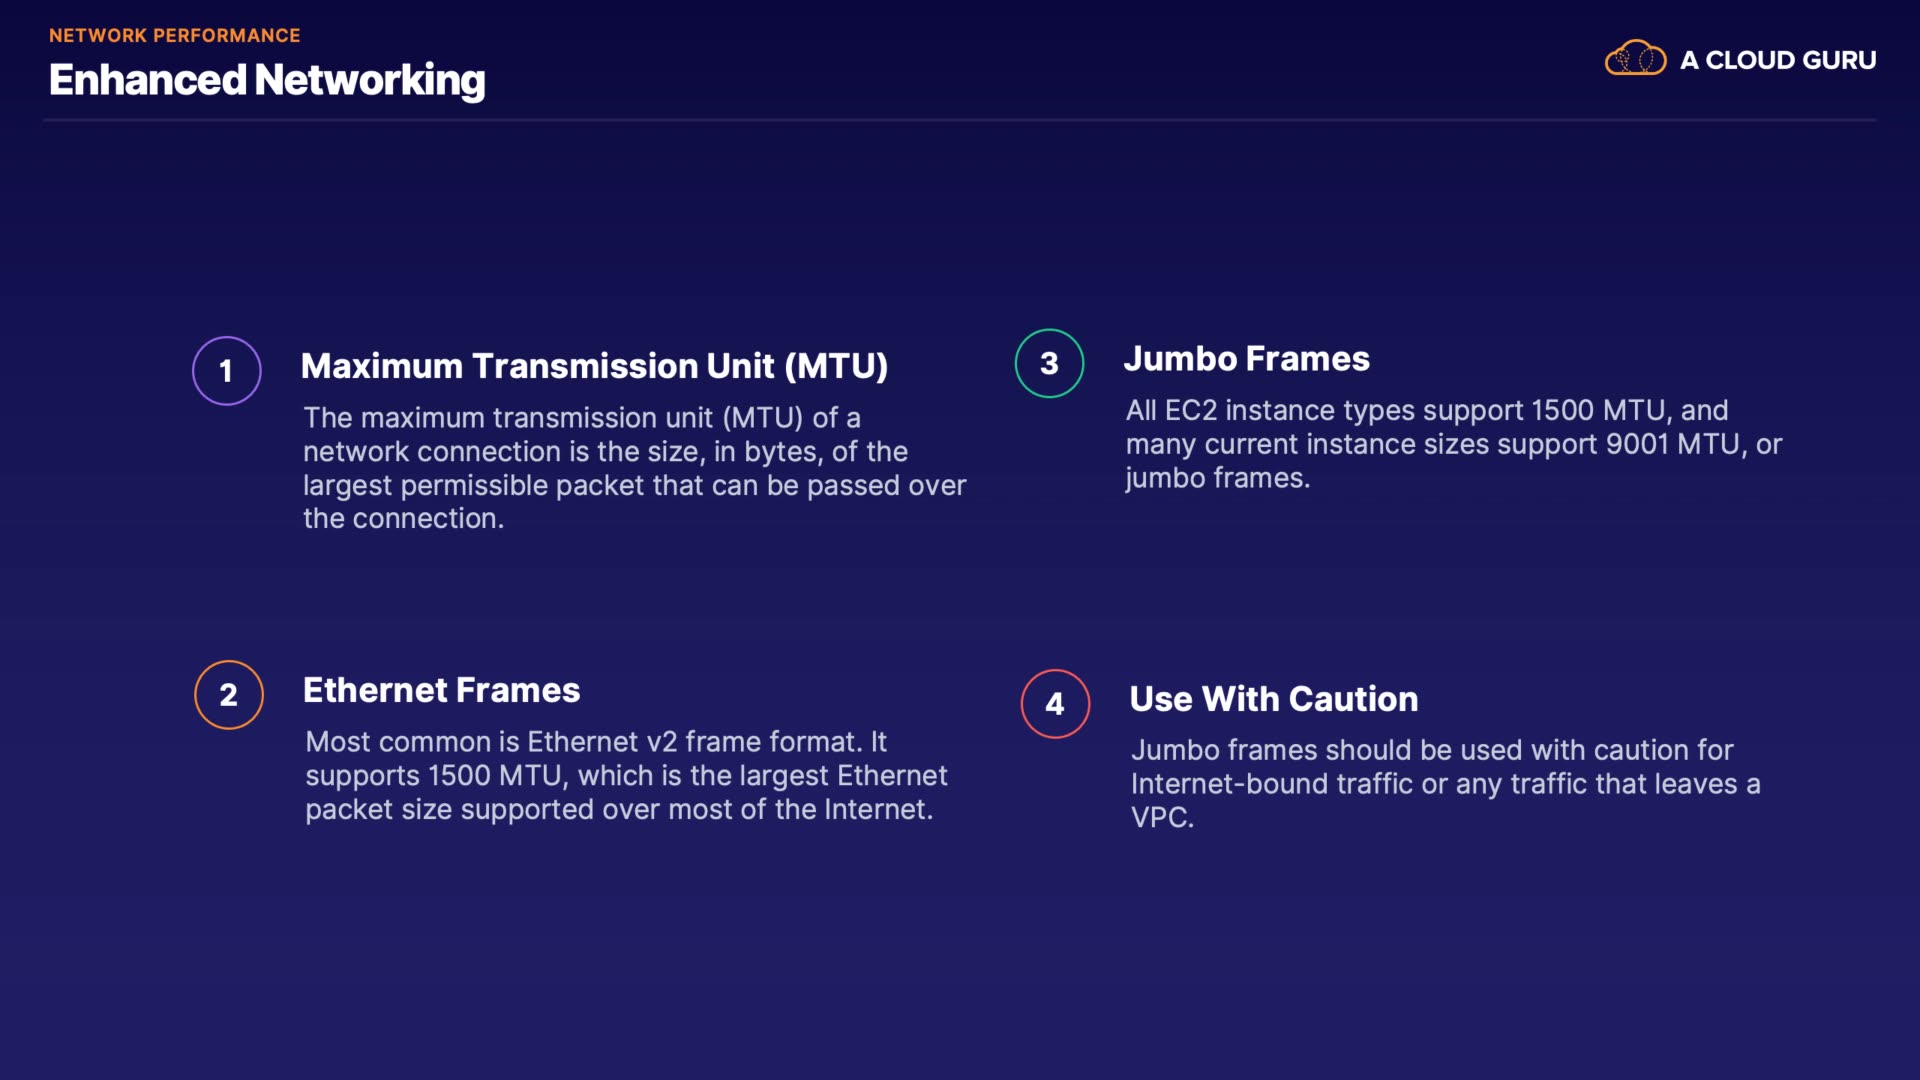 NETWORK PERFORMANCE
Enhanced Networking
A CLOUD GURU
1
Maximum Transmission Unit (MTU)
The maximum transmission unit (MTU) of a
network connection is the size, in bytes, of the
largest permissible packet that can be passed over
the connection.
2
Ethernet Frames
Most common is Ethernet v2 frame format. It
supports 1500 MTU, which is the largest Ethernet
packet size supported over most of the Internet.
3
Jumbo Frames
All EC2 instance types support 1500 MTU, and
many current instance sizes support 9001 MTU, or
jumbo frames.
4
Use With Caution
Jumbo frames should be used with caution for
Internet-bound traffic or any traffic that leaves a
VPC.